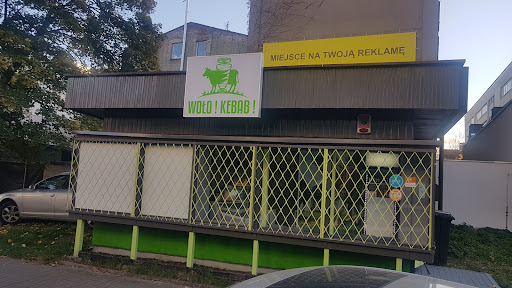 MIEJSCE NA TWOJĄ REKLAMĘ
WOŁO! KEBAB!